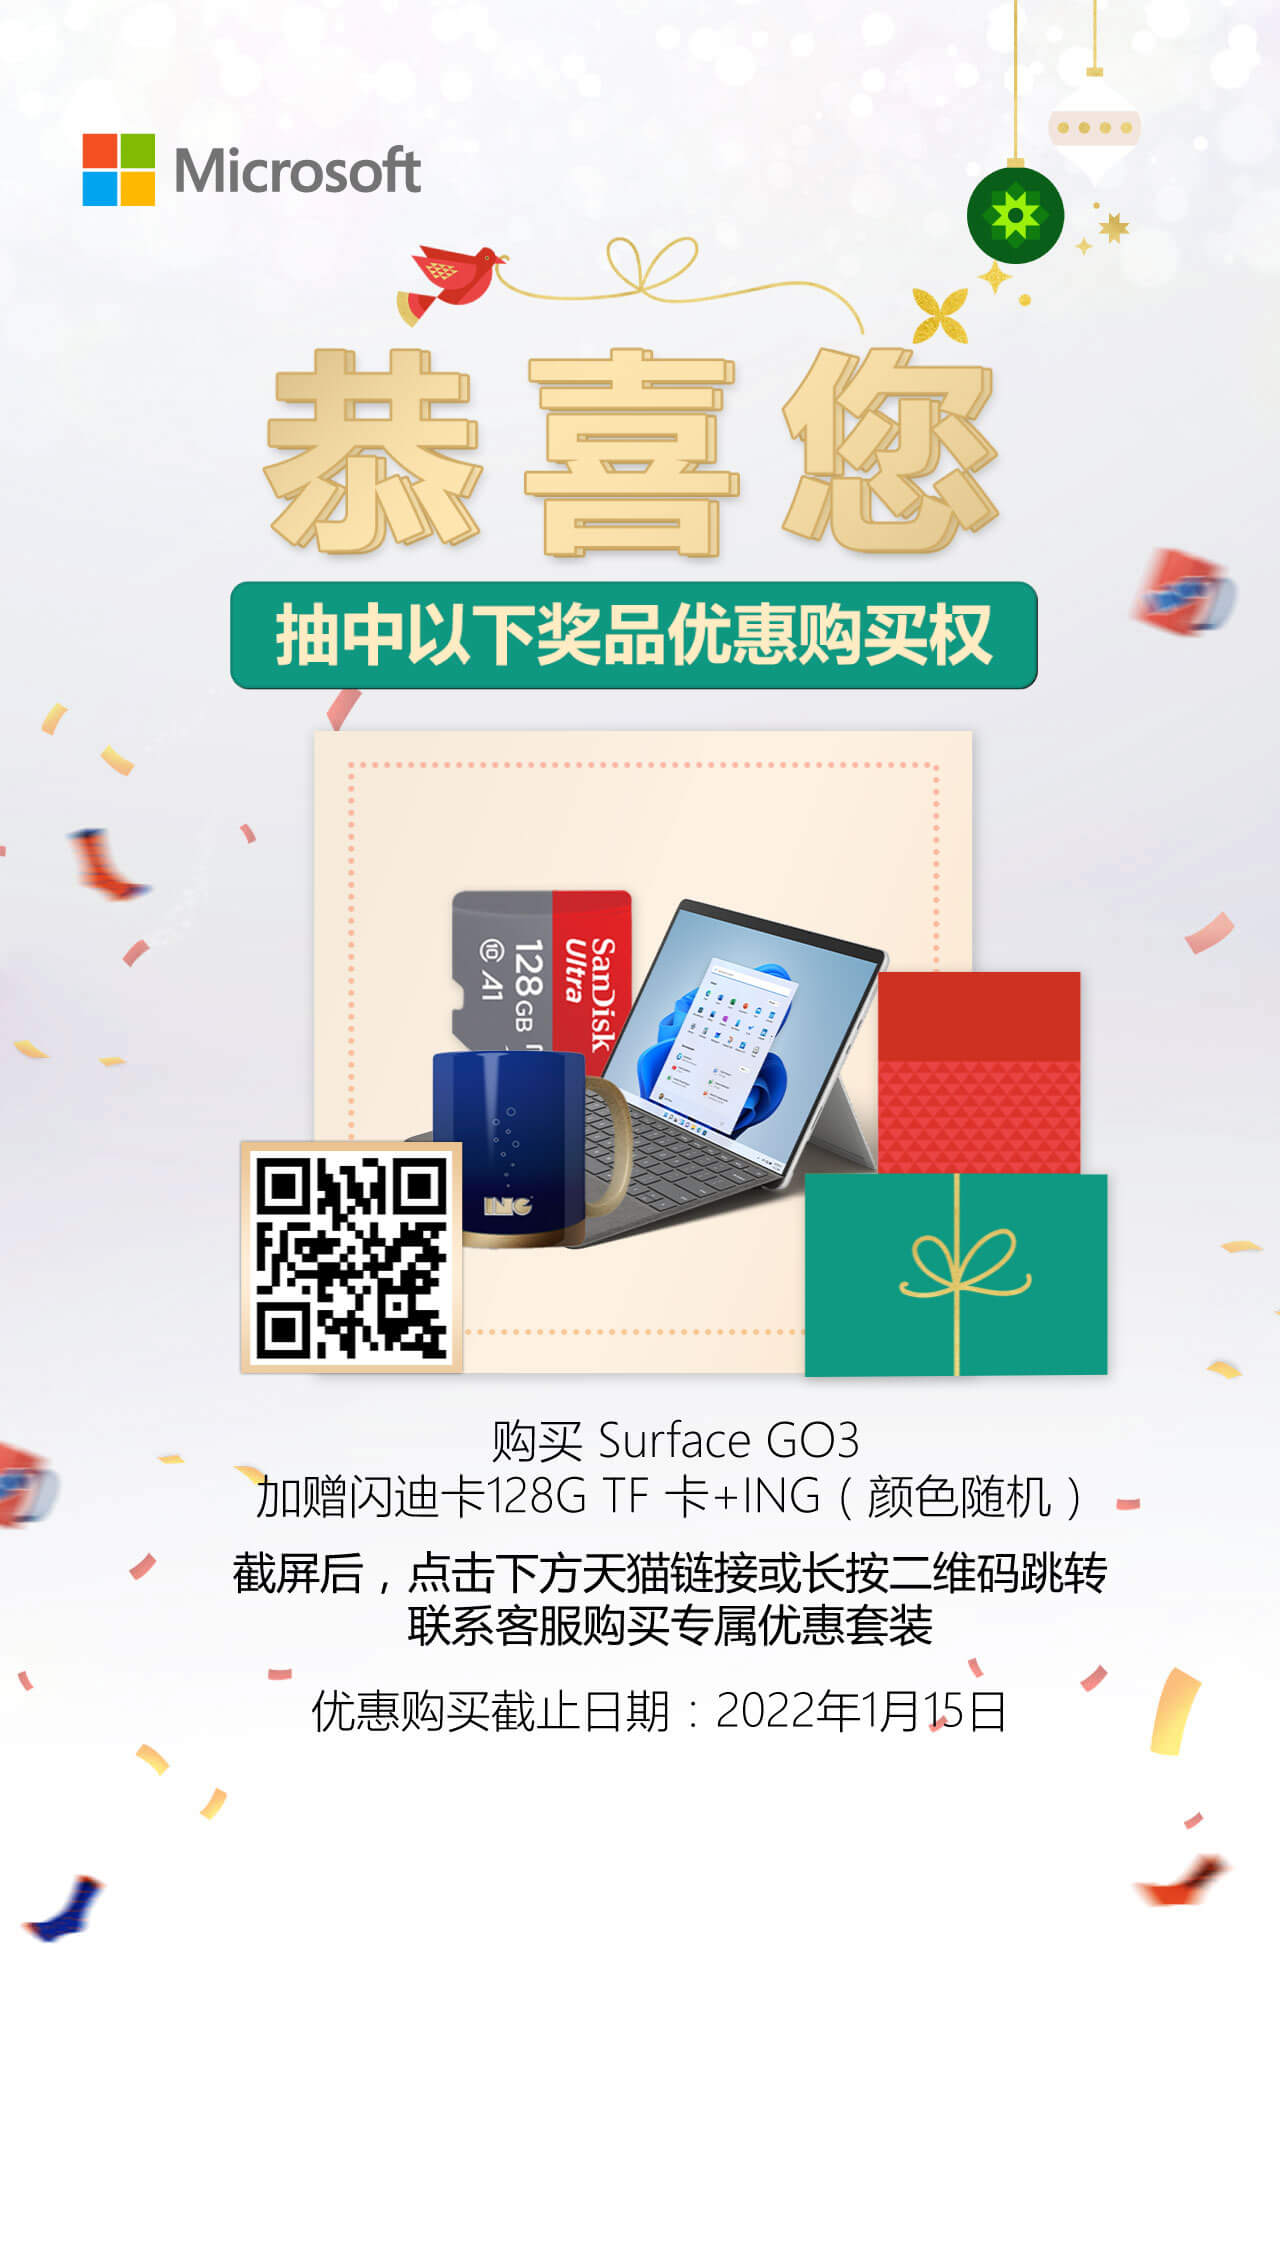 Microsoft
恭喜您
抽中以下奖品优惠购买权
SanDisk
Ultra
128GB
A1
ING
购买 Surface GO3
加赠闪迪卡128G TF 卡+ING（颜色随机）
截屏后，点击下方天猫链接或长按二维码跳转
联系客服购买专属优惠套装
优惠购买截止日期：2022年1月15日